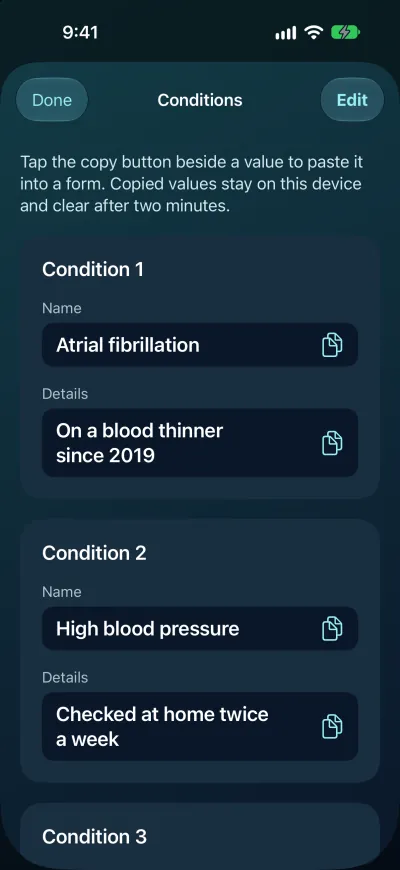 9:41
Done
Conditions
Edit
Tap the copy button beside a value to paste it
into a form. Copied values stay on this device
and clear after two minutes.
Condition 1
Name
Atrial fibrillation
Details
On a blood thinner
since 2019
Condition 2
Name
High blood pressure
Details
Checked at home twice
a week
Condition 3